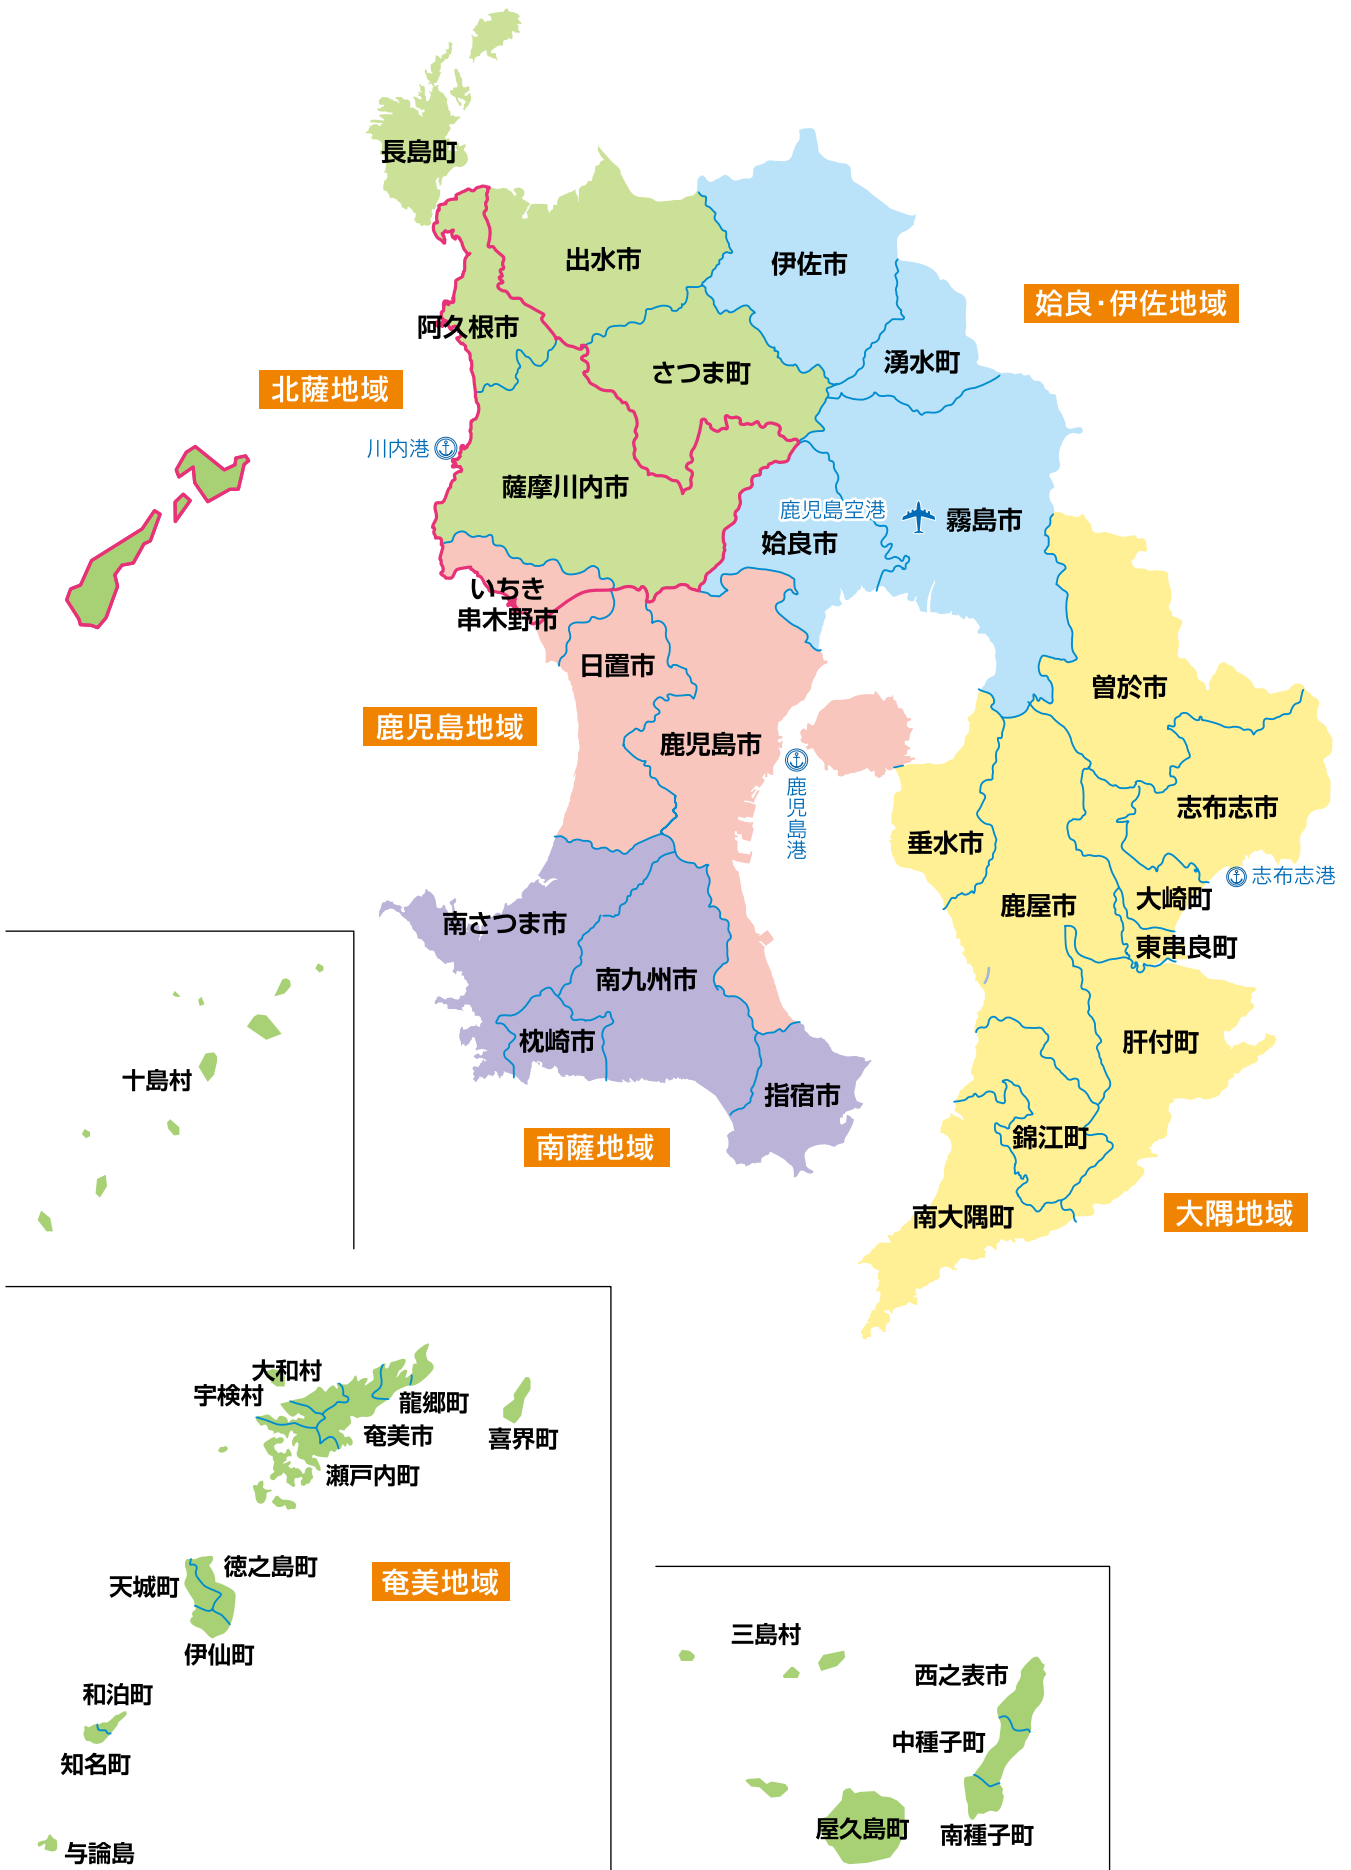 長島町
出水市
伊佐市
姶良・伊佐地域
阿久根市
湧水町
さつま町
北薩地域
川内港
薩摩川内市
鹿児島空港
霧島市
姶良市
いちき
串木野市
日置市
曽於市
鹿児島地域
鹿児島市
鹿児島港
志布志市
垂水市
志布志港
大崎町
鹿屋市
南さつま市
東串良町
南九州市
枕崎市
肝付町
十島村
指宿市
錦江町
南薩地域
南大隅町
大隅地域
大和村
宇検村
龍郷町
奄美市
喜界町
瀬戸内町
徳之島町
天城町
奄美地域
伊仙町
和泊町
知名町
与論島
三島村
西之表市
中種子町
屋久島町
南種子町